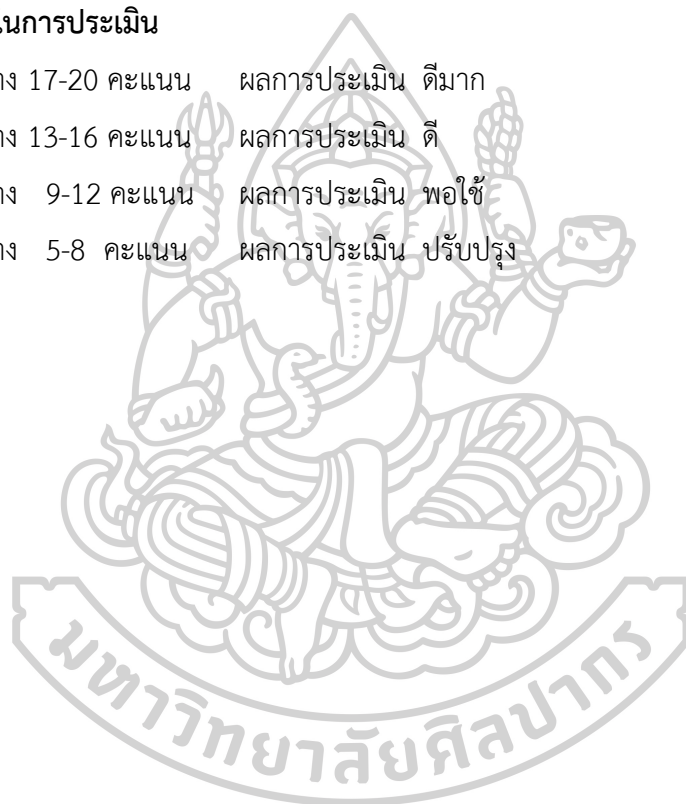 นการประเมิน
ง 17-20 คะแนน ผลการประเมิน ดีมาก
ง 13-16 คะแนน ผลการประเมิน ดี
ง 9-12 คะแนน ผลการประเมิน พอใช้
ง 5-8 คะแนน ผลการประเมิน ปรับปรุง
มหาวิทยาลัยศิลปากร